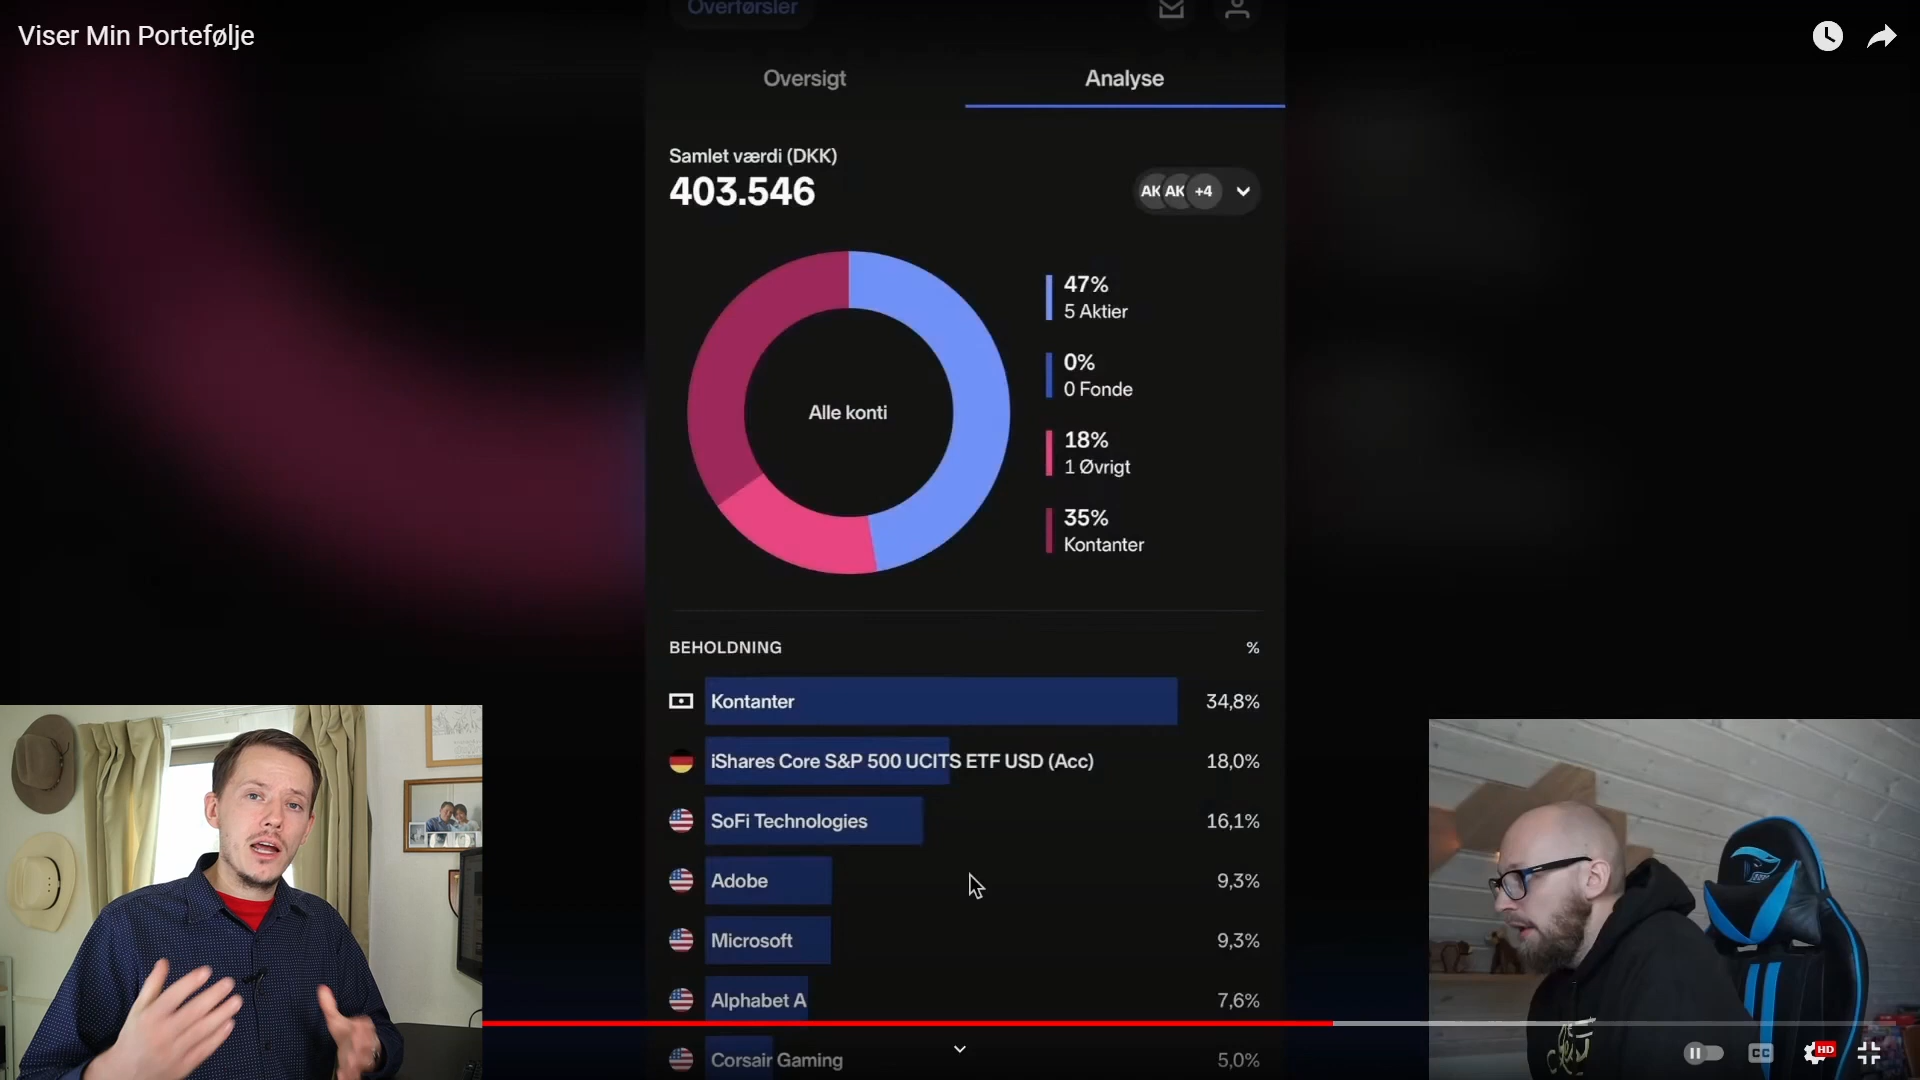 Viser Min Portefølje
Overførsler
Oversigt
Analyse
Samlet værdi (DKK)
403.546
AK AK +4
Alle konti
47%
5 Aktier
0%
0 Fonde
18%
1 Øvrigt
35%
Kontanter
BEHOLDNING %
Kontanter 34,8%
iShares Core S&P 500 UCITS ETF USD (Acc) 18,0%
SoFi Technologies 16,1%
Adobe 9,3%
Microsoft 9,3%
Alphabet A 7,6%
Corsair Gaming 5,0%
CC
HD